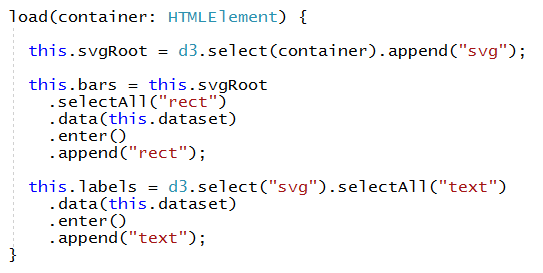 load(container: HTMLElement) {
this.svgRoot = d3.select(container).append("svg");
this.bars = this.svgRoot
.selectAll("rect")
.data(this.dataset)
.enter()
.append("rect");
this.labels = d3.select("svg").selectAll("text")
.data(this.dataset)
.enter()
.append("text");
}